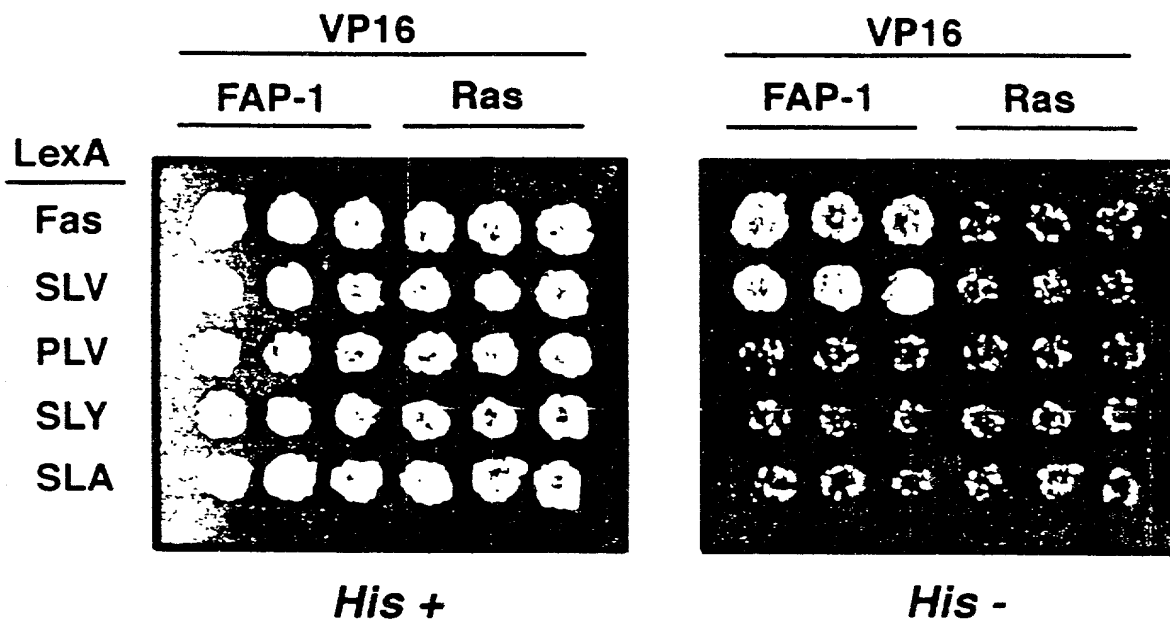 VP16 VP16
FAP-1 Ras FAP-1 Ras
LexA
Fas
SLV
PLV
SLY
SLA
His + His -